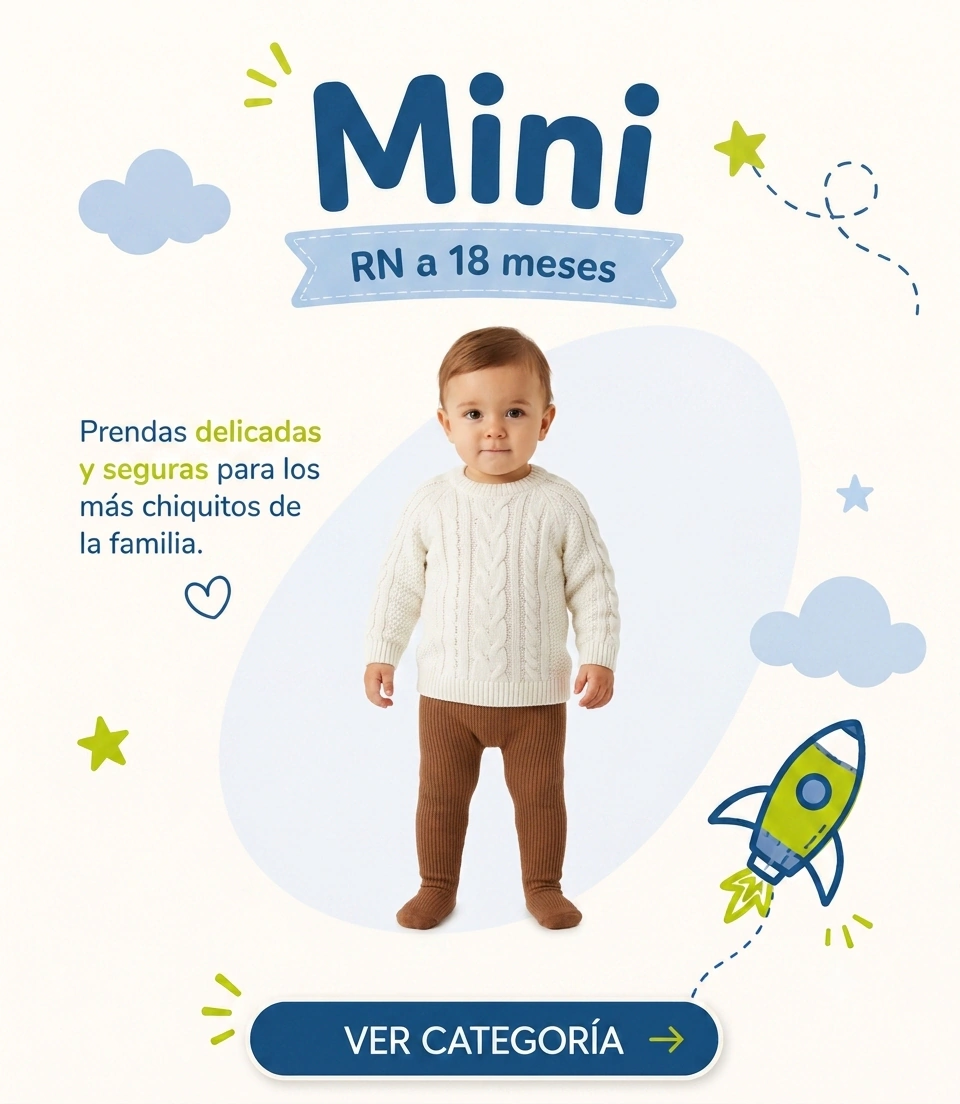 Mini
RN a 18 meses
Prendas delicadas
y seguras para los
más chiquitos de
la familia.
VER CATEGORÍA